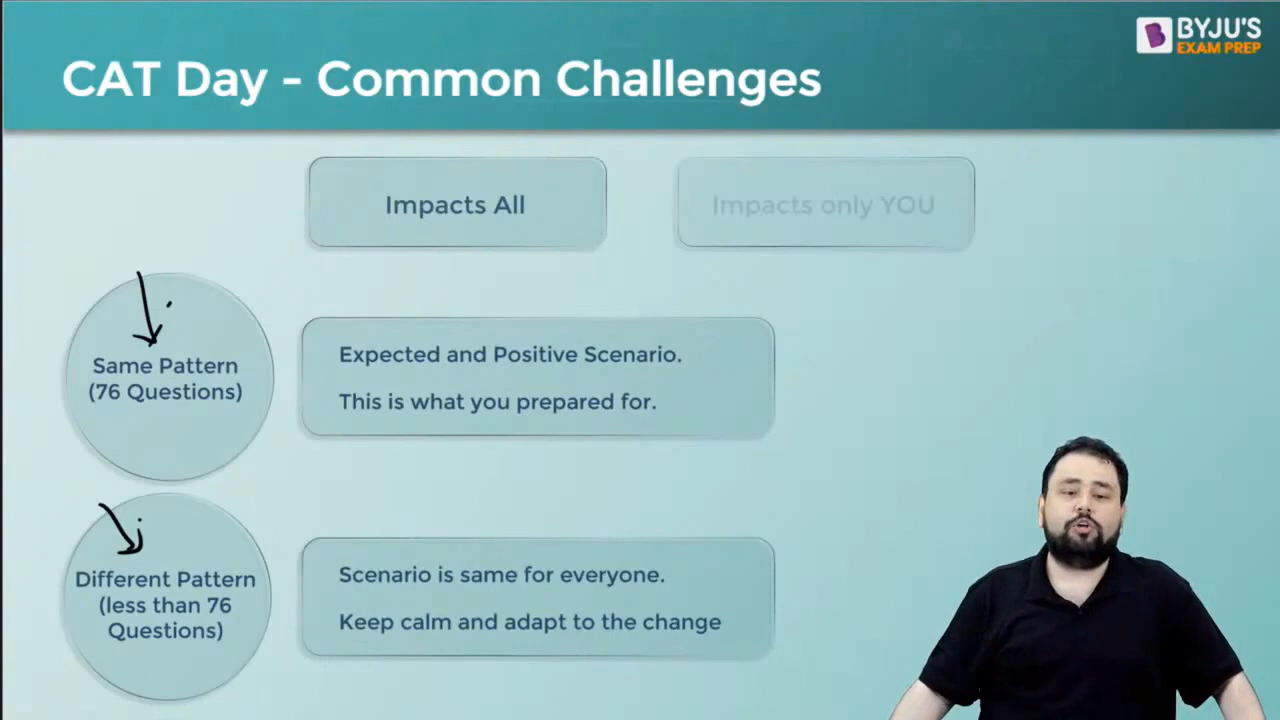 BYJU'S
EXAM PREP
CAT Day - Common Challenges
Impacts All
Impacts only YOU
Same Pattern
(76 Questions)
Expected and Positive Scenario.
This is what you prepared for.
Different Pattern
(less than 76
Questions)
Scenario is same for everyone.
Keep calm and adapt to the change